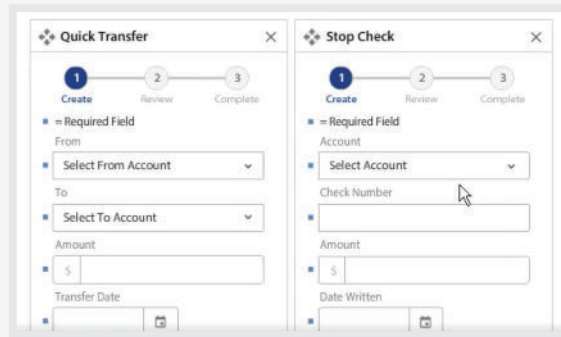 Quick Transfer
1 2 3
Create Review Complete
= Required Field
From
Select From Account
To
Select To Account
Amount
$
Transfer Date
Stop Check
1 2 3
Create Review Complete
= Required Field
Account
Select Account
Check Number
Amount
$
Date Written